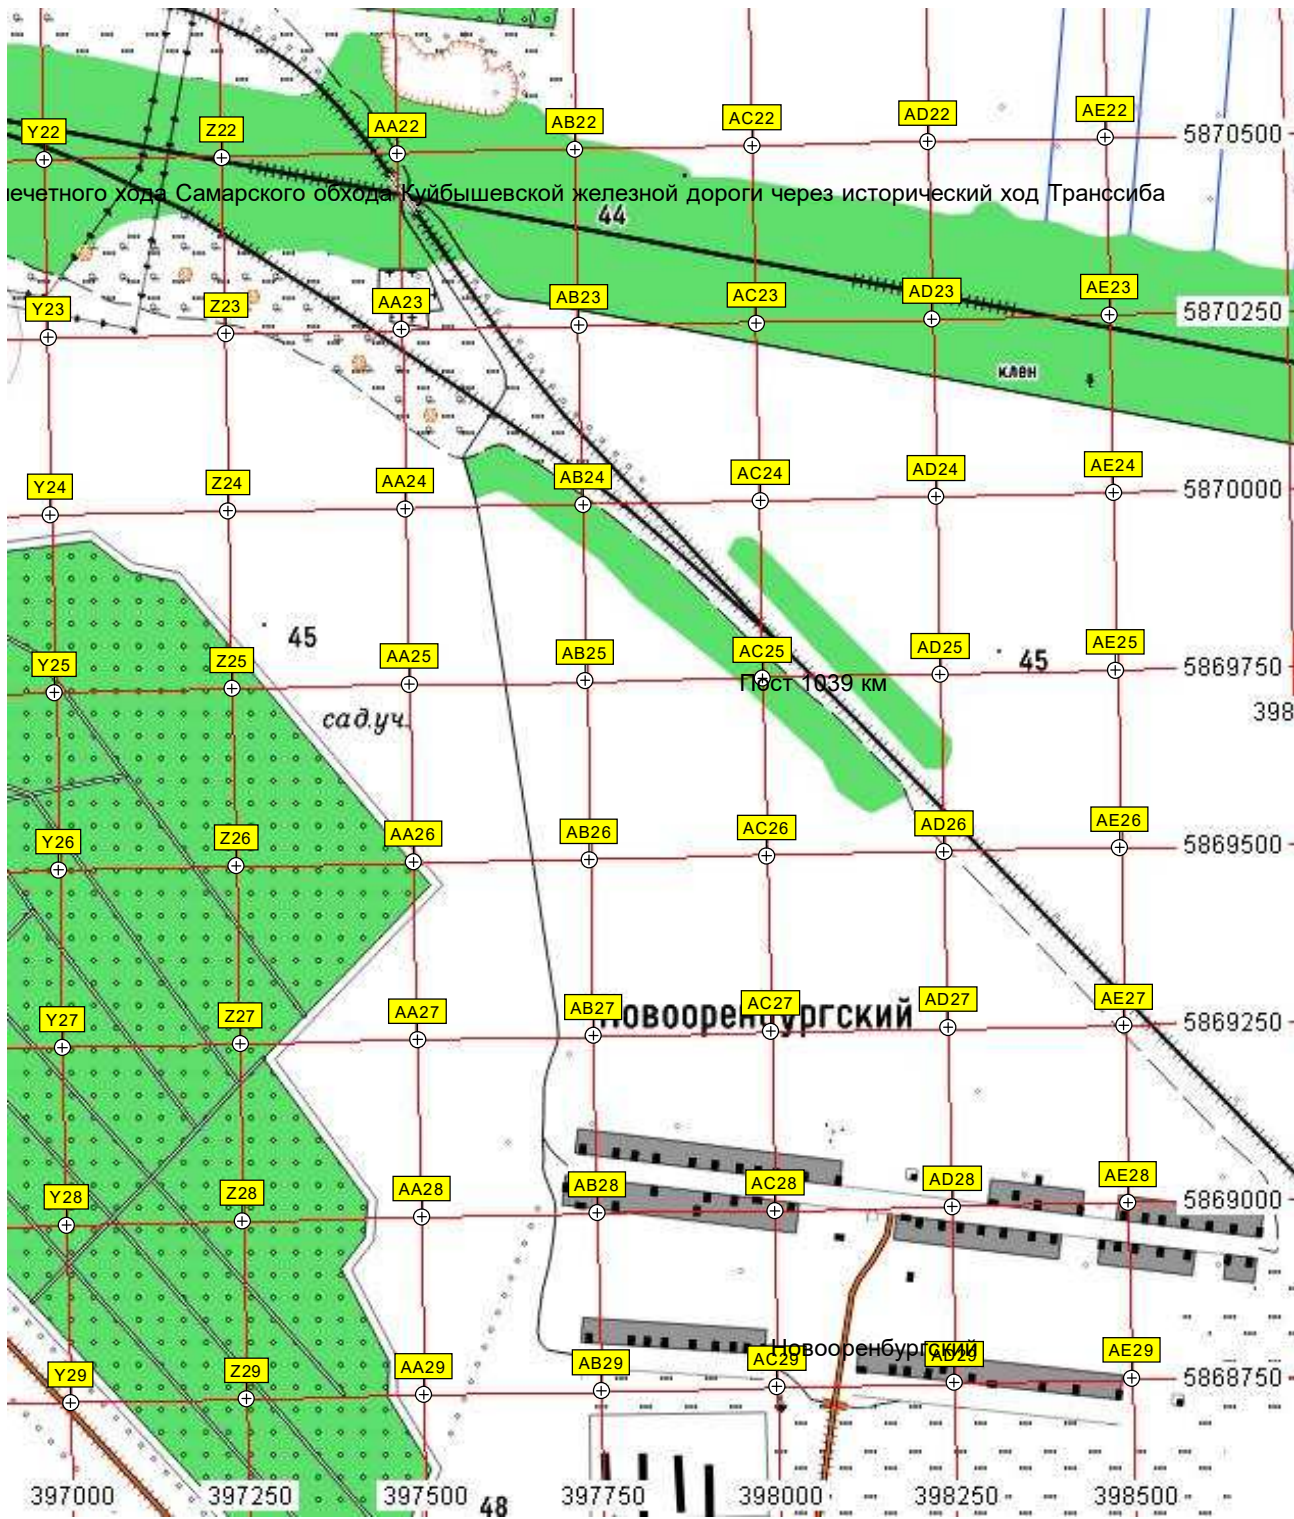 Y22 Z22 AA22 AB22 AC22 AD22 AE22 5870500
нечетного хода Самарского обхода Куйбышевской железной дороги через исторический ход Транссиба
44
Y23 Z23 AA23 AB23 AC23 AD23 AE23 5870250
клен
Y24 Z24 AA24 AB24 AC24 AD24 AE24 5870000
45
Y25 Z25 AA25 AB25 AC25 AD25 45 AE25 5869750
Пост 1039 км
398
сад.уч.
Y26 Z26 AA26 AB26 AC26 AD26 AE26 5869500
Y27 Z27 AA27 AB27 AC27 AD27 AE27 5869250
Новооренбургский
Y28 Z28 AA28 AB28 AC28 AD28 AE28 5869000
Новооренбургский
Y29 Z29 AA29 AB29 AC29 AD29 AE29 5868750
397000 397250 397500 397750 398000 398250 398500
48